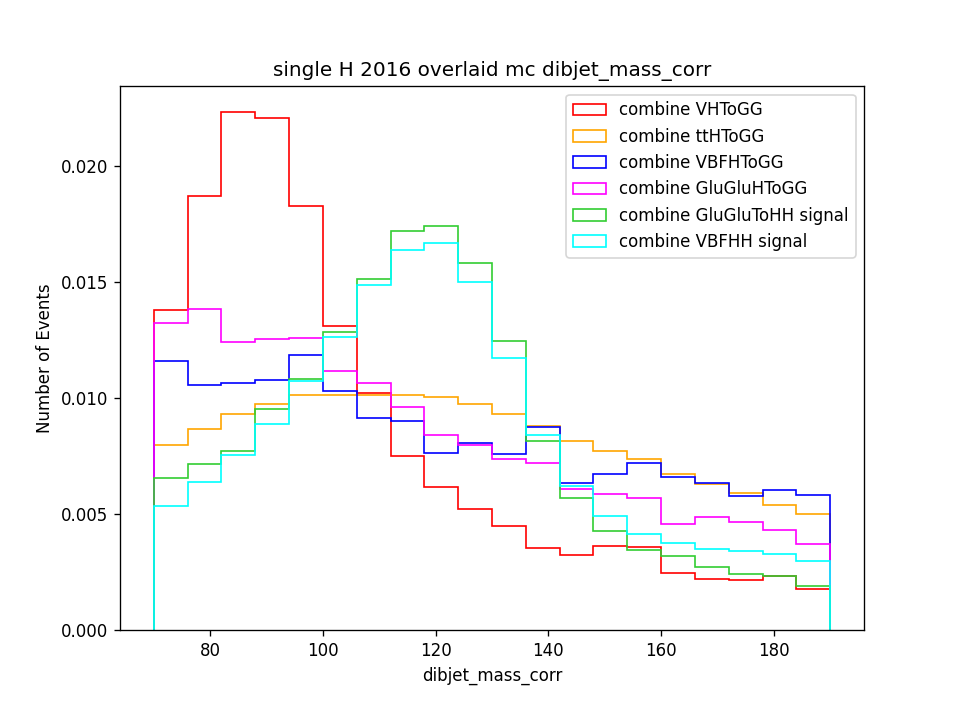 single H 2016 overlaid mc dibjet_mass_corr
combine VHToGG
combine ttHToGG
combine VBFHToGG
combine GluGluHToGG
combine GluGluToHH signal
combine VBFHH signal
Number of Events
0.020
0.015
0.010
0.005
0.000
80 100 120 140 160 180
dibjet_mass_corr